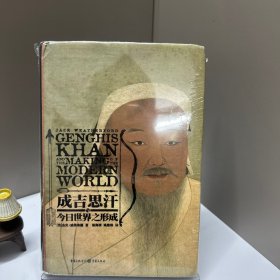 JACK WEATHERFORD
GENGHIS
KHAN
AND THE
MAKING OF THE
MODERN
WORLD
成吉思汗
今日世界之形成